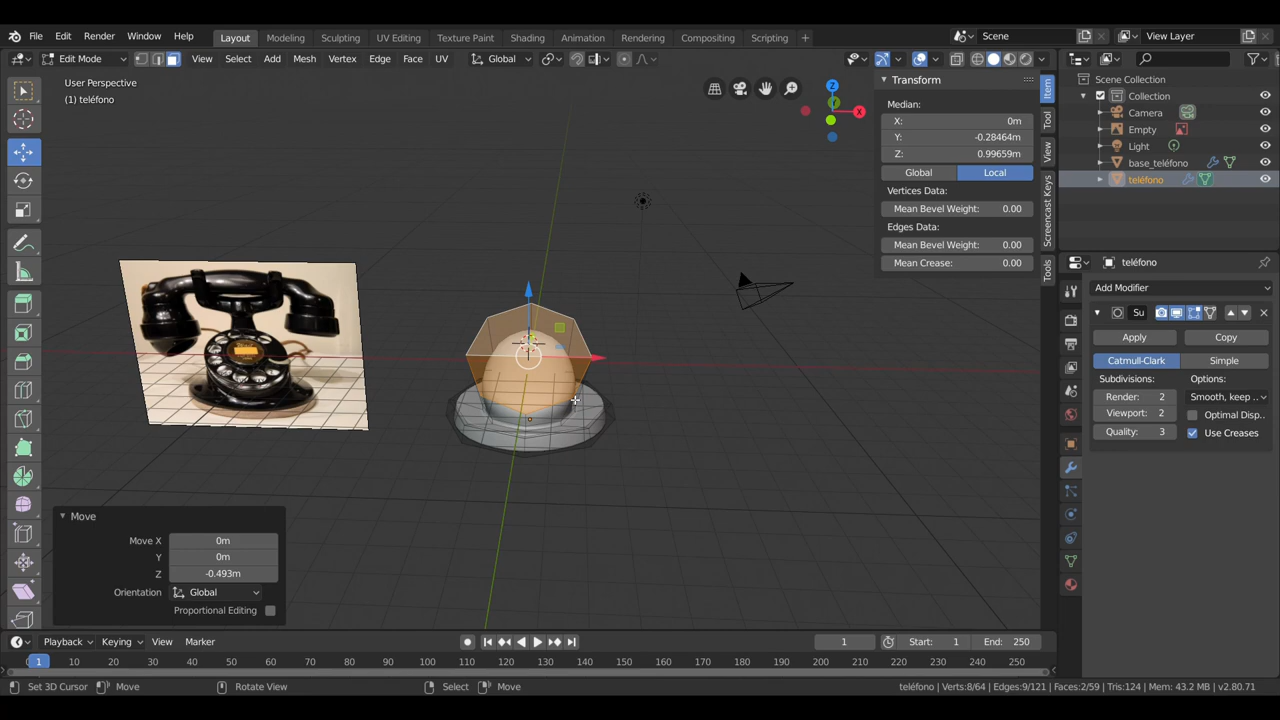 File Edit Render Window Help Layout Modeling Sculpting UV Editing Texture Paint Shading Animation Rendering Compositing Scripting + Scene View Layer
Edit Mode View Select Add Mesh Vertex Edge Face UV Global
User Perspective
(1) teléfono
Z
Y
X
Transform
Median:
X: 0m
Y: -0.28464m
Z: 0.99659m
Global Local
Vertices Data:
Mean Bevel Weight: 0.00
Edges Data:
Mean Bevel Weight: 0.00
Mean Crease: 0.00
Item
Tool
View
Screencast Keys
Tools
Scene Collection
Collection
Camera
Empty
Light
base_teléfono
teléfono
teléfono
Add Modifier
Su
Apply Copy
Catmull-Clark Simple
Subdivisions: Options:
Render: 2 Smooth, keep ..
Viewport: 2 Optimal Disp..
Quality: 3 Use Creases
Move
Move X 0m
Y 0m
Z -0.493m
Orientation Global
Proportional Editing
Playback Keying View Marker 1 Start: 1 End: 250
1 10 20 30 40 50 60 70 80 90 100 110 120 130 140 150 160 170 180 190 200 210 220 230 240 250
Set 3D Cursor Move Rotate View Select Move teléfono | Verts:8/64 | Edges:9/121 | Faces:2/59 | Tris:124 | Mem: 43.2 MB | v2.80.71